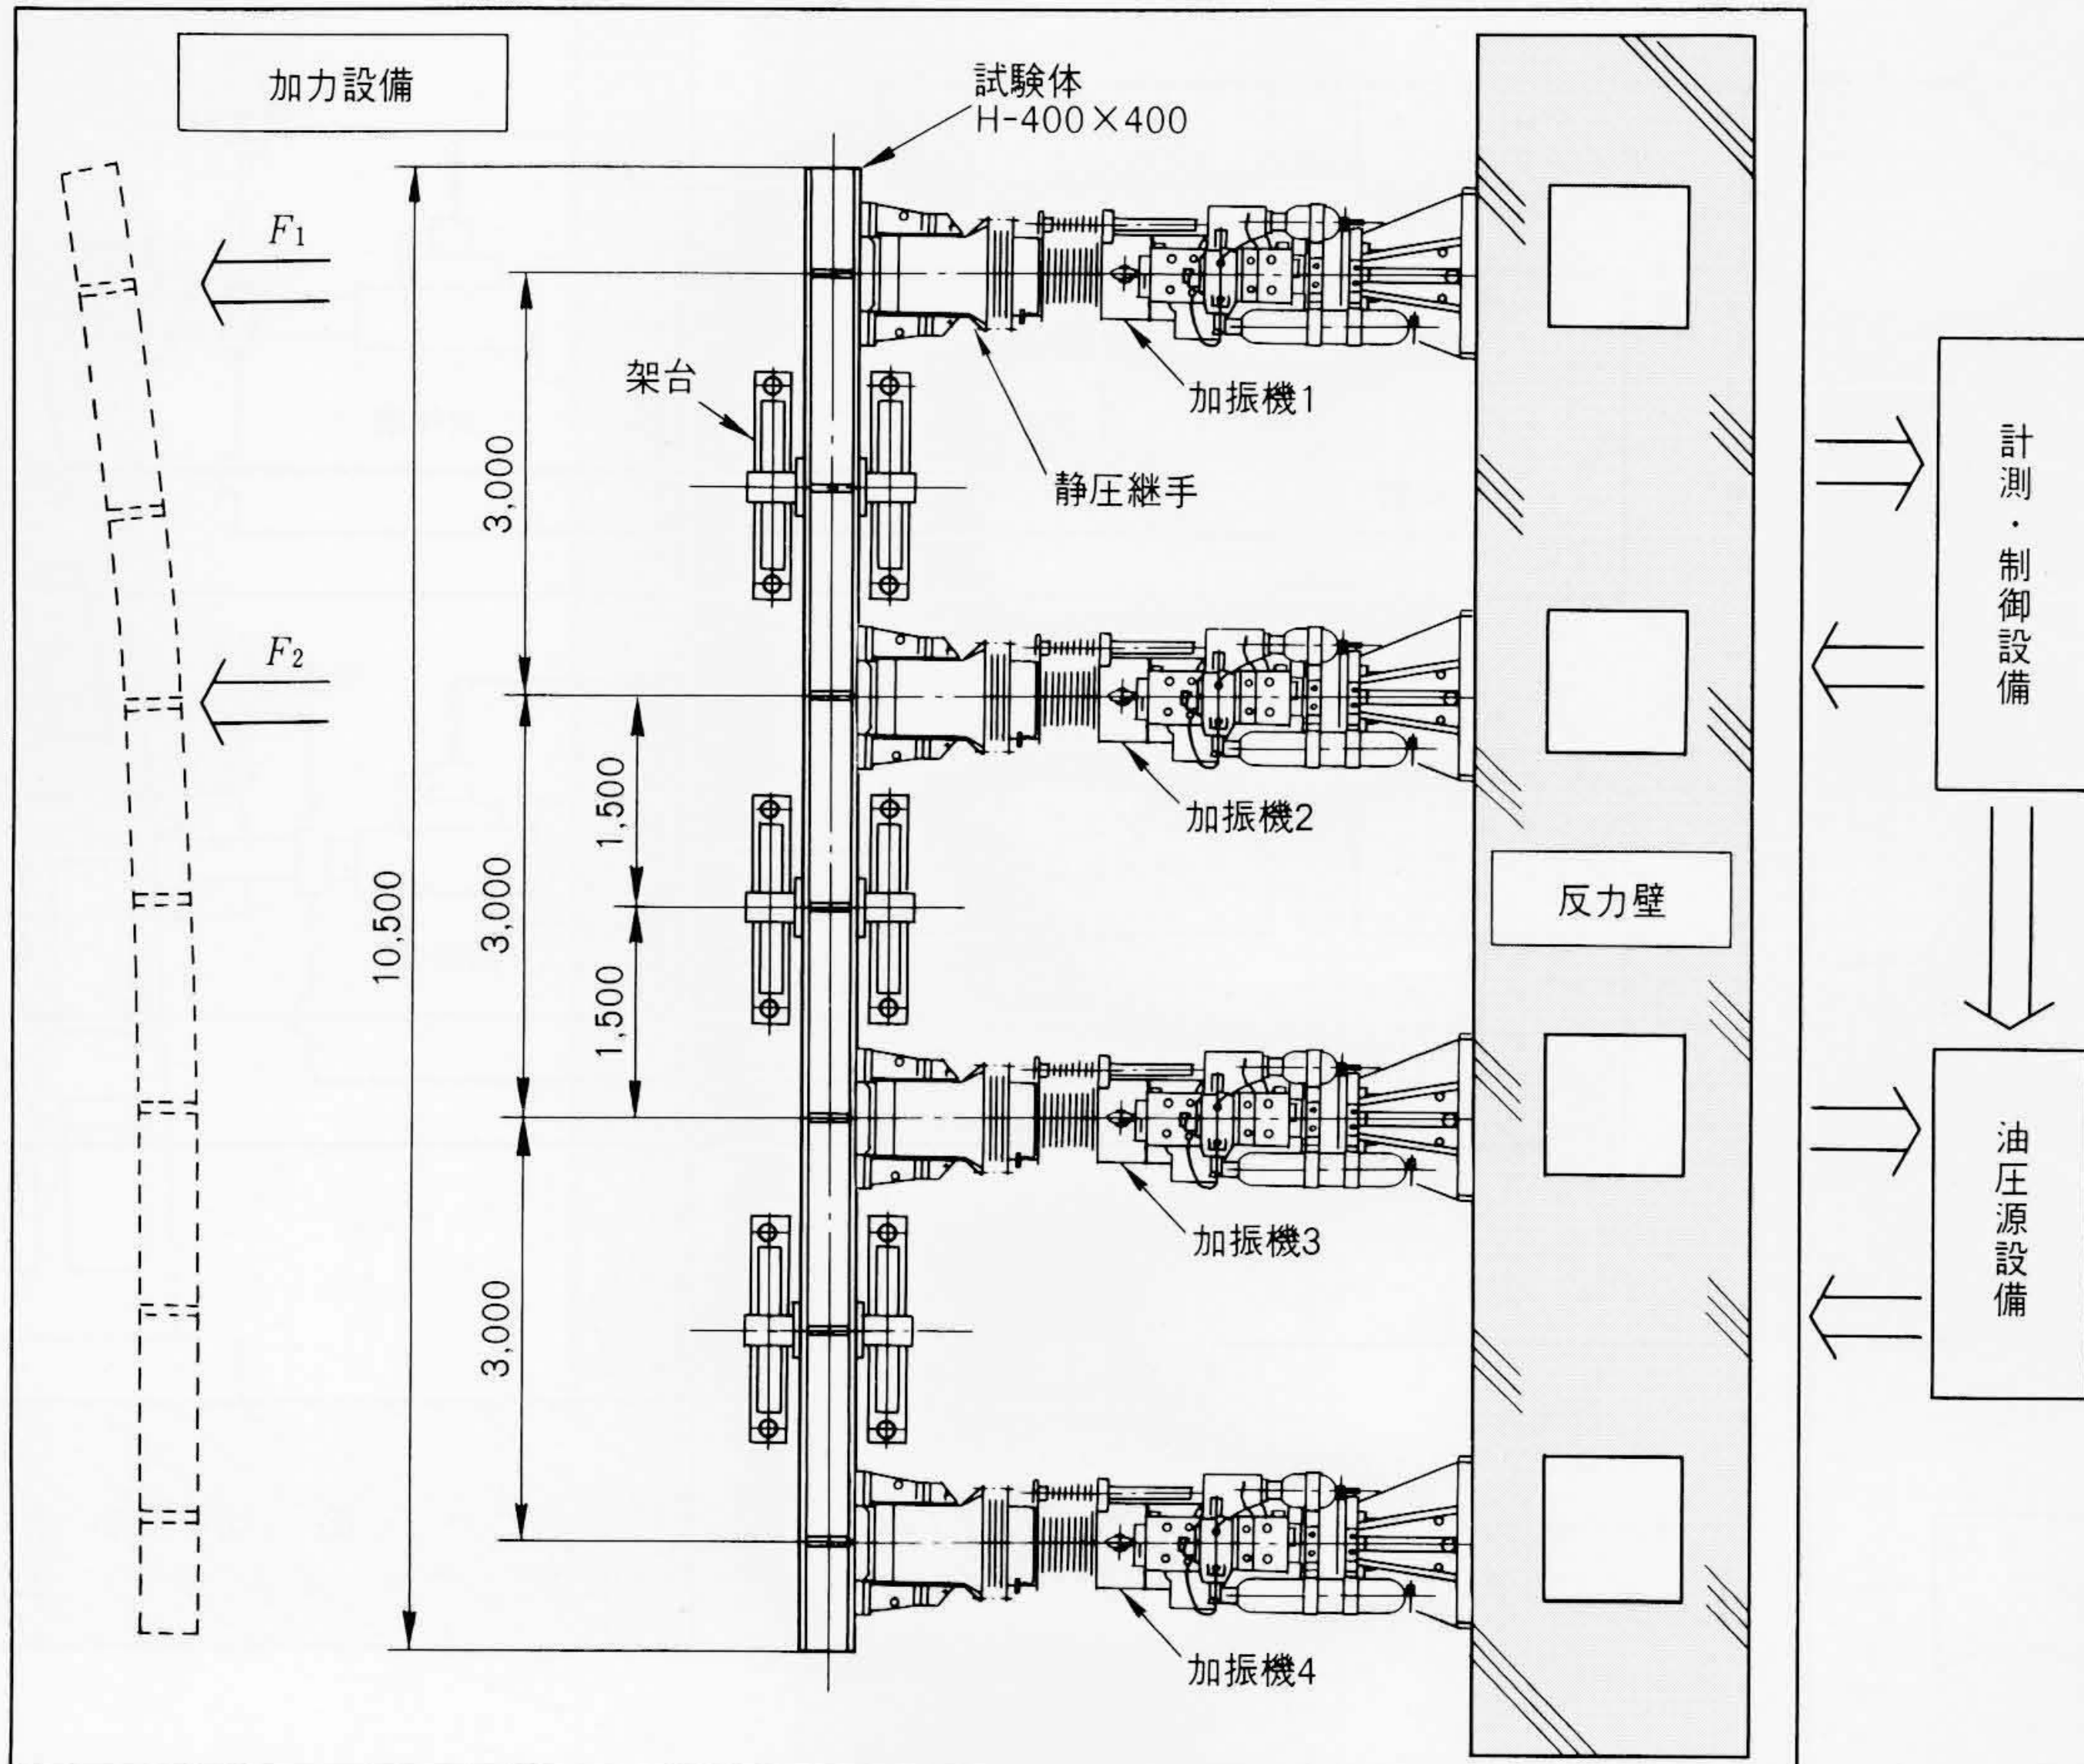 加力設備
試験体
H-400×400
F1
架台
加振機1
静圧継手
3,000
F2
加振機2
1,500
3,000
10,500
1,500
反力壁
加振機3
3,000
加振機4
計測・制御設備
油圧源設備